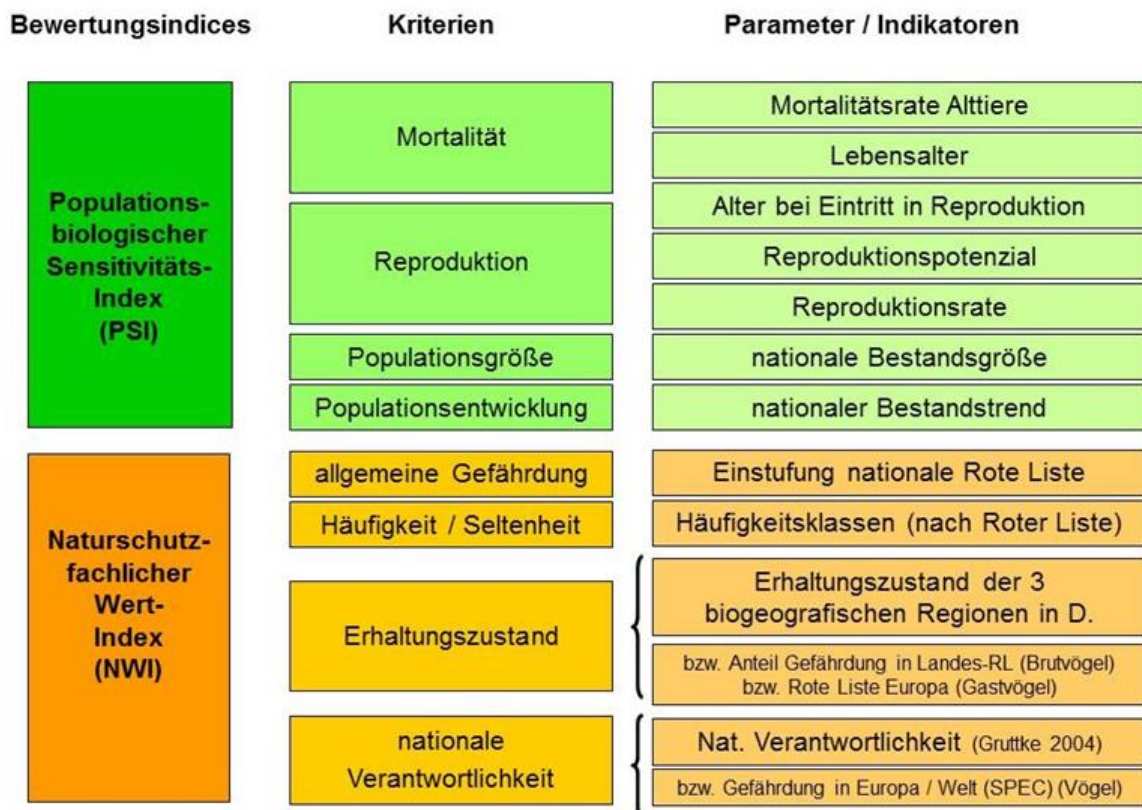 Bewertungsindices
Kriterien
Parameter / Indikatoren
Populations-
biologischer
Sensitivitäts-
Index
(PSI)
Mortalität
Mortalitätsrate Alttiere
Lebensalter
Reproduktion
Alter bei Eintritt in Reproduktion
Reproduktionspotenzial
Reproduktionsrate
Populationsgröße
nationale Bestandsgröße
Populationsentwicklung
nationaler Bestandstrend
Naturschutz-
fachlicher
Wert-
Index
(NWI)
allgemeine Gefährdung
Einstufung nationale Rote Liste
Häufigkeit / Seltenheit
Häufigkeitsklassen (nach Roter Liste)
Erhaltungszustand
Erhaltungszustand der 3
biogeografischen Regionen in D.
bzw. Anteil Gefährdung in Landes-RL (Brutvögel)
bzw. Rote Liste Europa (Gastvögel)
nationale
Verantwortlichkeit
Nat. Verantwortlichkeit (Gruttke 2004)
bzw. Gefährdung in Europa / Welt (SPEC) (Vögel)